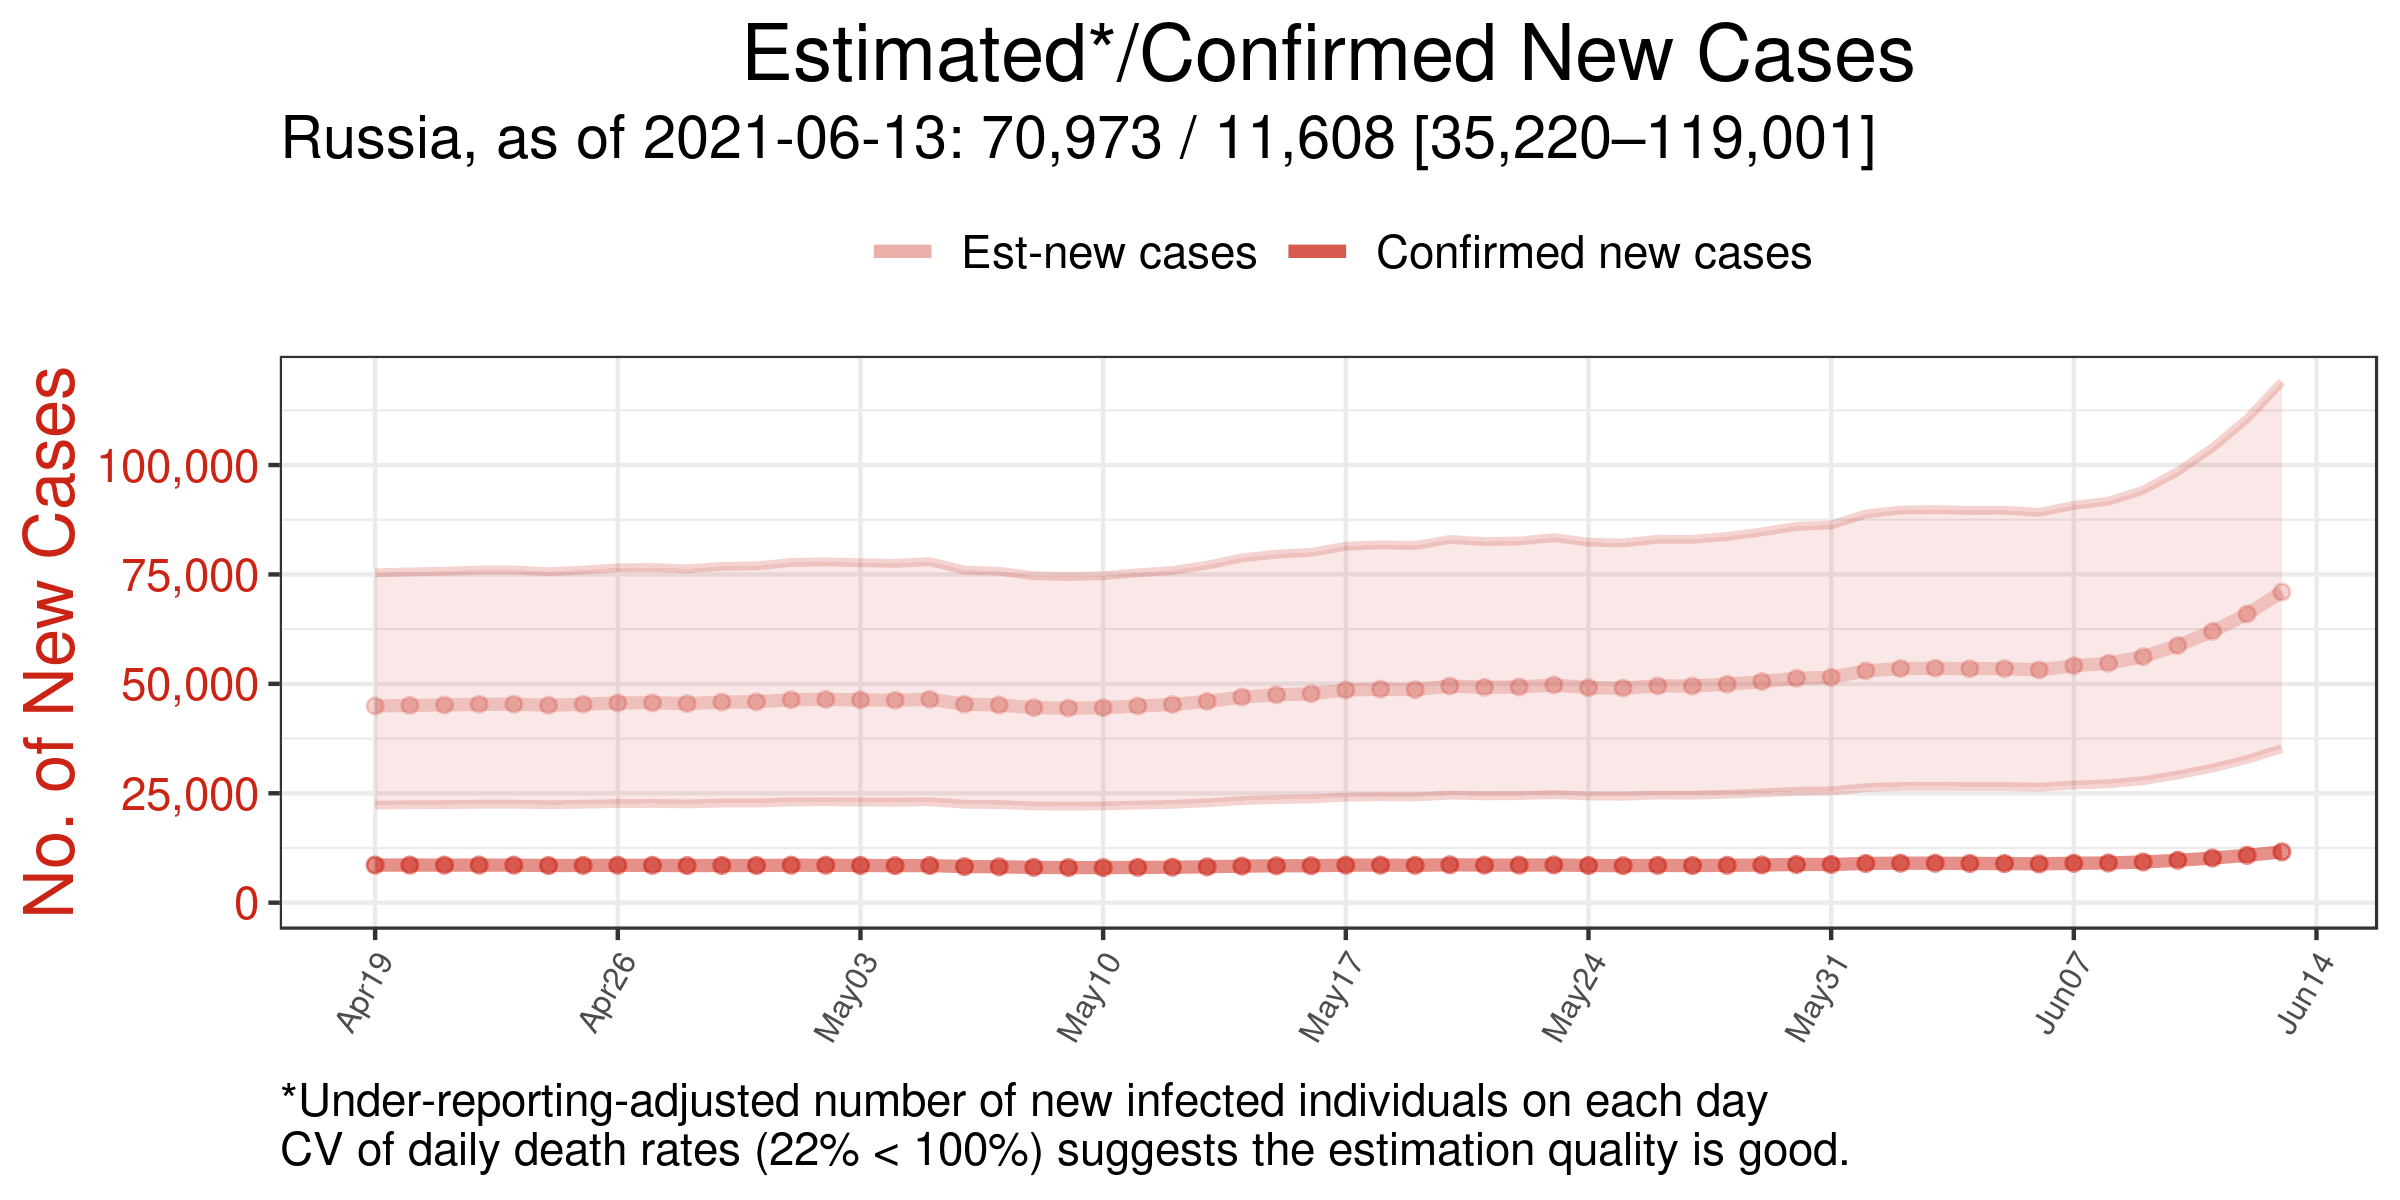 Estimated*/Confirmed New Cases
Russia, as of 2021-06-13: 70,973 / 11,608 [35,220–119,001]
Est-new cases
Confirmed new cases
No. of New Cases
100,000
75,000
50,000
25,000
0
Apr19
Apr26
May03
May10
May17
May24
May31
Jun07
Jun14
*Under-reporting-adjusted number of new infected individuals on each day
CV of daily death rates (22% < 100%) suggests the estimation quality is good.